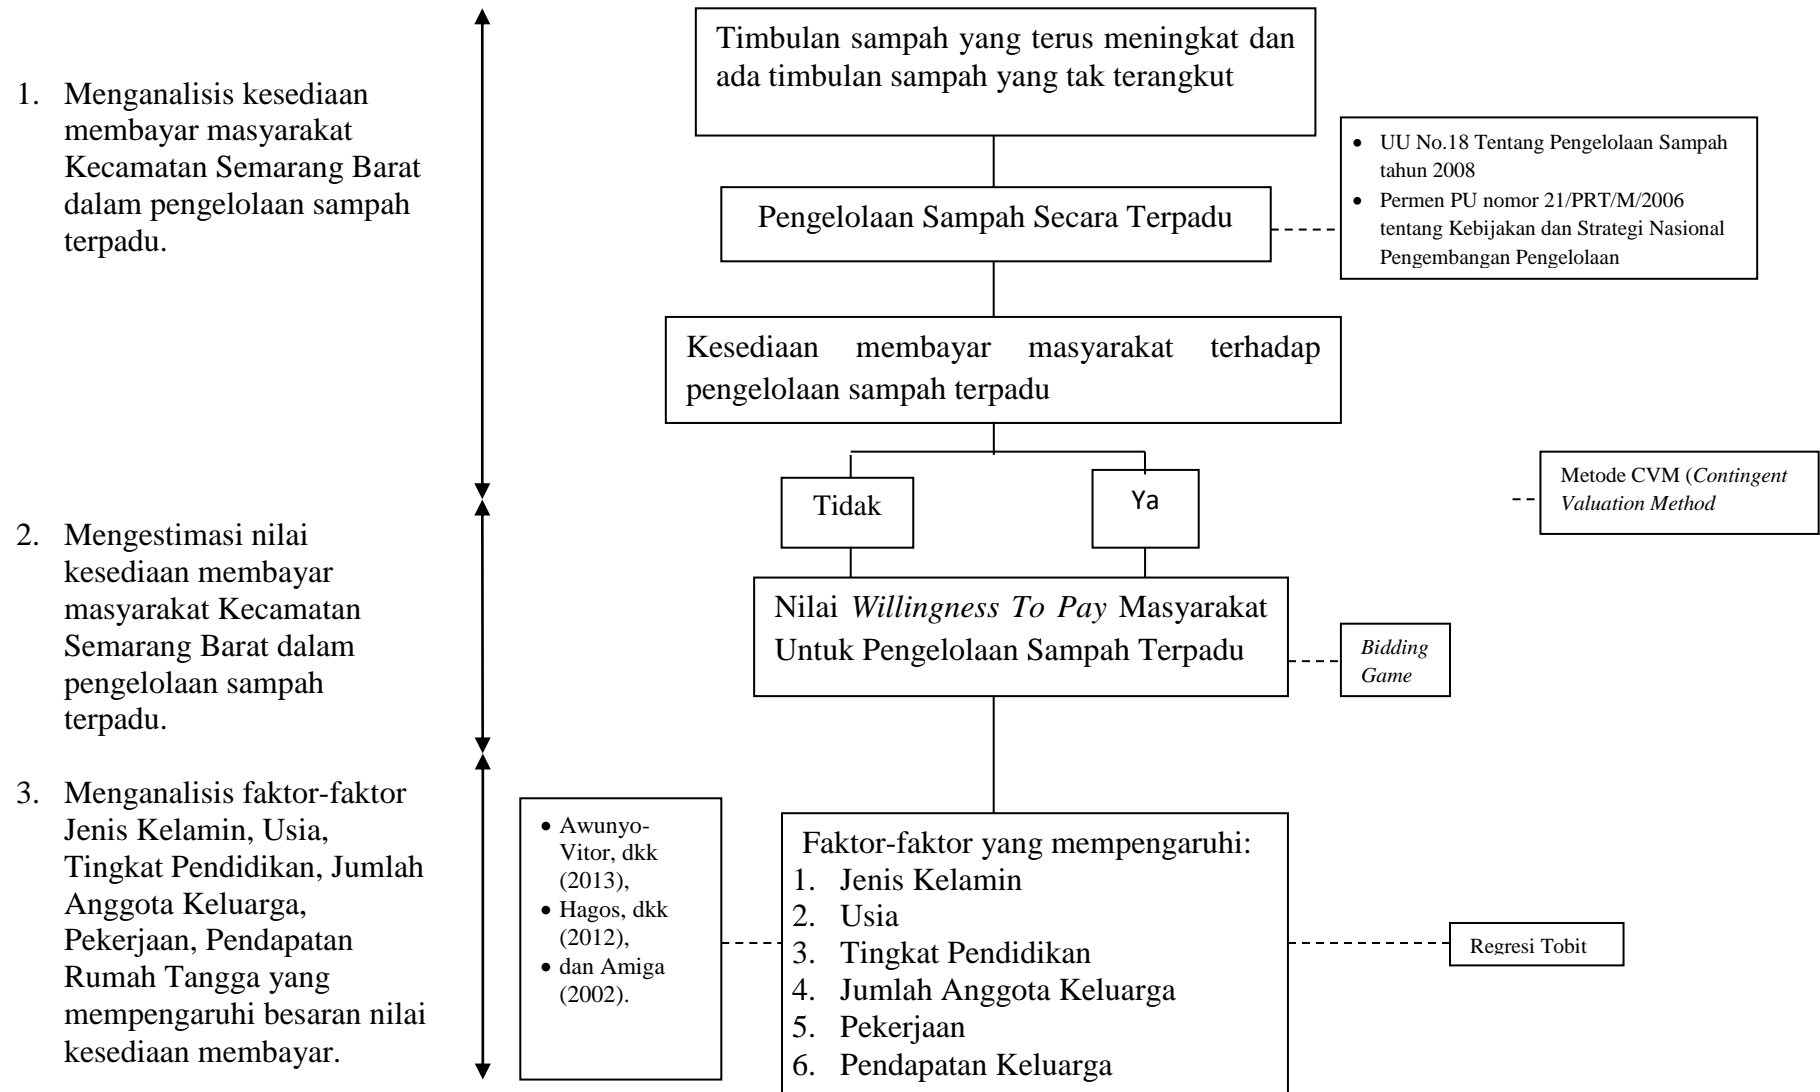 1. Menganalisis kesediaan
membayar masyarakat
Kecamatan Semarang Barat
dalam pengelolaan sampah
terpadu.
2. Mengestimasi nilai
kesediaan membayar
masyarakat Kecamatan
Semarang Barat dalam
pengelolaan sampah
terpadu.
3. Menganalisis faktor-faktor
Jenis Kelamin, Usia,
Tingkat Pendidikan, Jumlah
Anggota Keluarga,
Pekerjaan, Pendapatan
Rumah Tangga yang
mempengaruhi besaran nilai
kesediaan membayar.
Timbulan sampah yang terus meningkat dan
ada timbulan sampah yang tak terangkut
Pengelolaan Sampah Secara Terpadu
• UU No.18 Tentang Pengelolaan Sampah
tahun 2008
• Permen PU nomor 21/PRT/M/2006
tentang Kebijakan dan Strategi Nasional
Pengembangan Pengelolaan
Kesediaan membayar masyarakat terhadap
pengelolaan sampah terpadu
Tidak
Ya
Metode CVM (Contingent
Valuation Method
Nilai Willingness To Pay Masyarakat
Untuk Pengelolaan Sampah Terpadu
Bidding
Game
• Awunyo-
Vitor, dkk
(2013),
• Hagos, dkk
(2012),
• dan Amiga
(2002).
Faktor-faktor yang mempengaruhi:
1. Jenis Kelamin
2. Usia
3. Tingkat Pendidikan
4. Jumlah Anggota Keluarga
5. Pekerjaan
6. Pendapatan Keluarga
Regresi Tobit